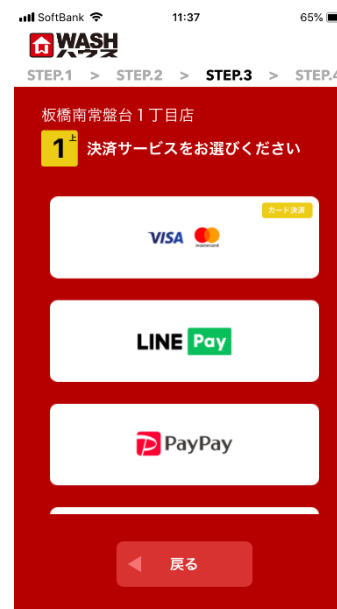 SoftBank 11:37 65%
WASH
ハウス
STEP.1 > STEP.2 > STEP.3 > STEP.4
板橋南常盤台1丁目店
1上 決済サービスをお選びください
カード決済
VISA mastercard
LINE Pay
PayPay
戻る